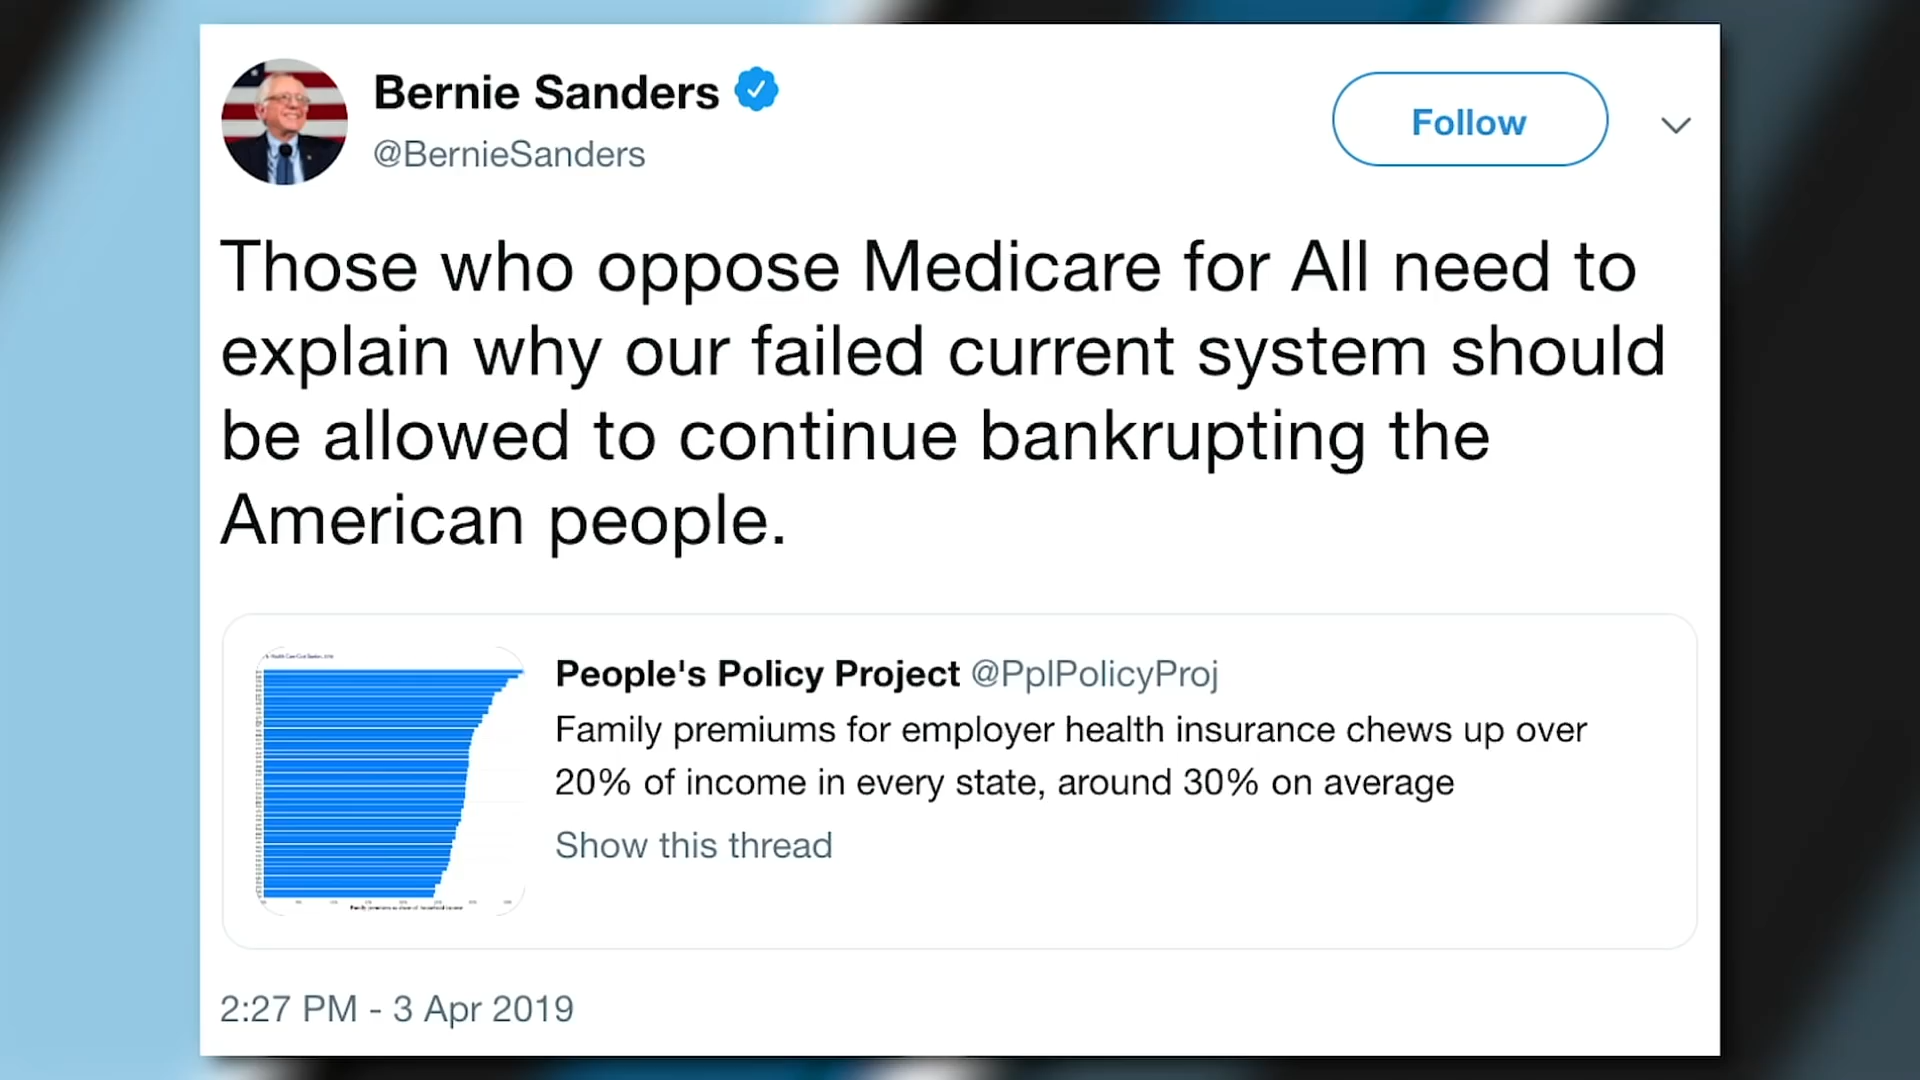 Bernie Sanders
@BernieSanders
Follow
Those who oppose Medicare for All need to
explain why our failed current system should
be allowed to continue bankrupting the
American people.
People's Policy Project @PplPolicyProj
Family premiums for employer health insurance chews up over
20% of income in every state, around 30% on average
Show this thread
2:27 PM - 3 Apr 2019